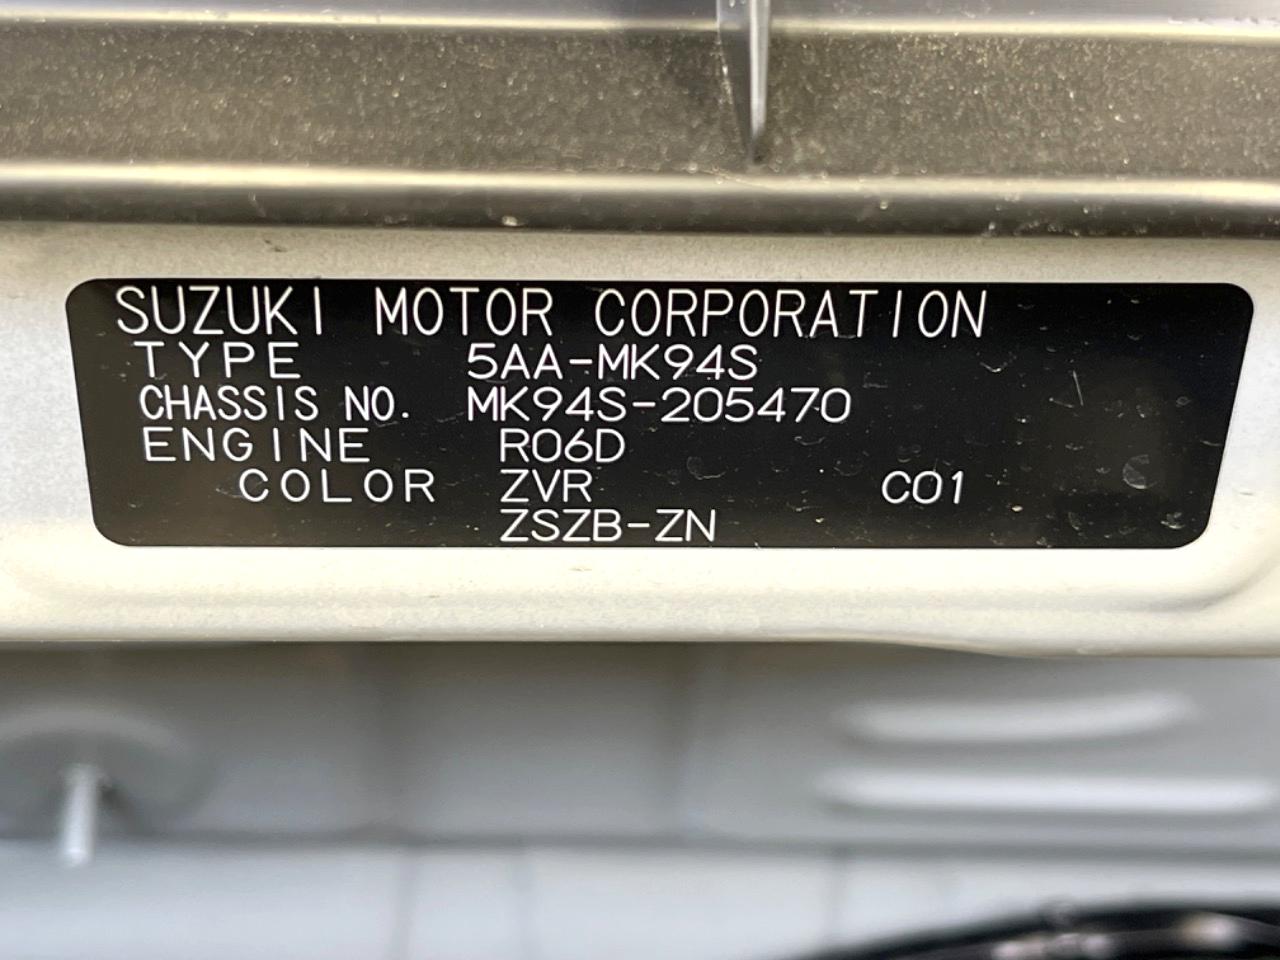 SUZUKI MOTOR CORPORATION
TYPE 5AA-MK94S
CHASSIS NO. MK94S-205470
ENGINE R06D
COLOR ZVR C01
ZSZB-ZN